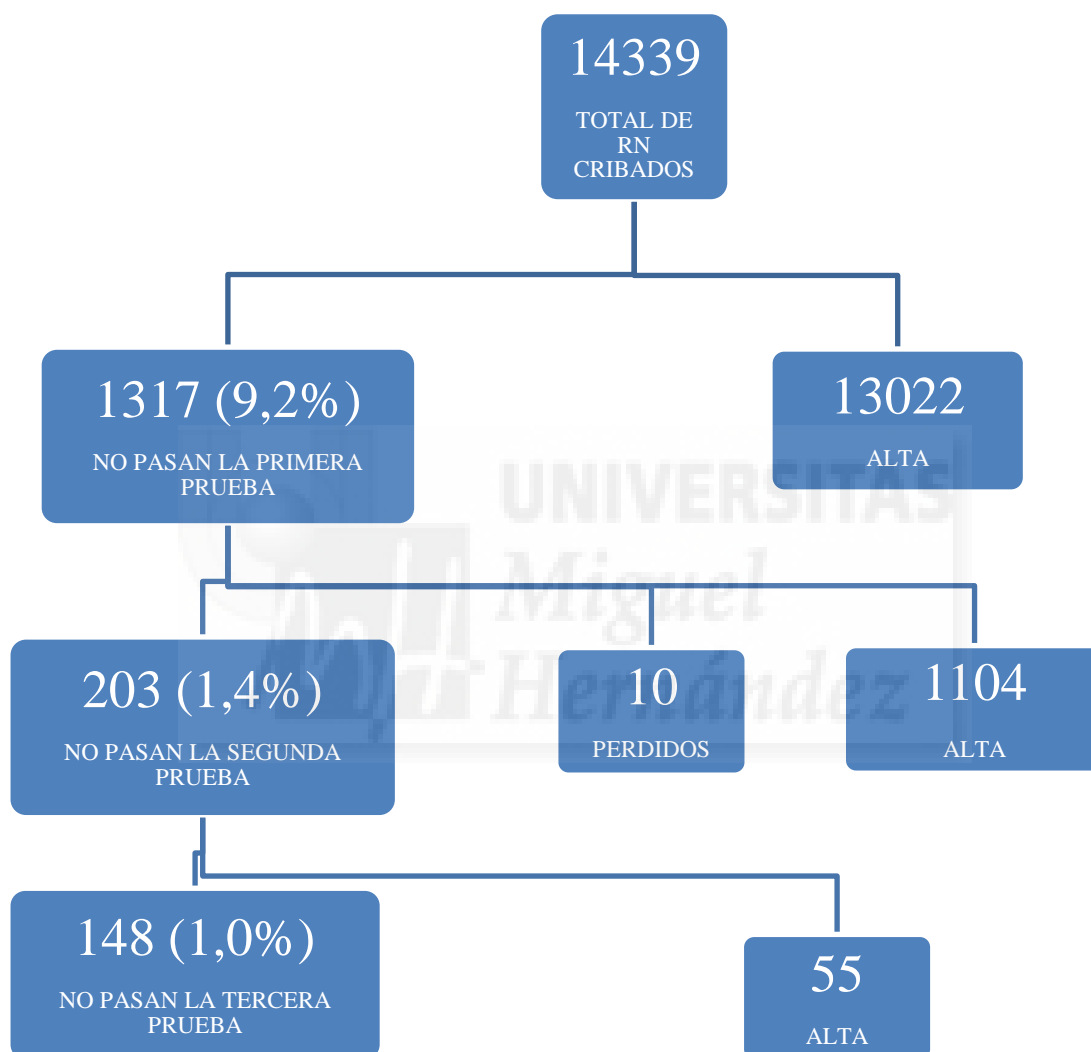 14339
TOTAL DE
RN
CRIBADOS
1317 (9,2%)
NO PASAN LA PRIMERA
PRUEBA
13022
ALTA
UNIVERSITAS
Miguel
Hernández
203 (1,4%)
NO PASAN LA SEGUNDA
PRUEBA
10
PERDIDOS
1104
ALTA
148 (1,0%)
NO PASAN LA TERCERA
PRUEBA
55
ALTA